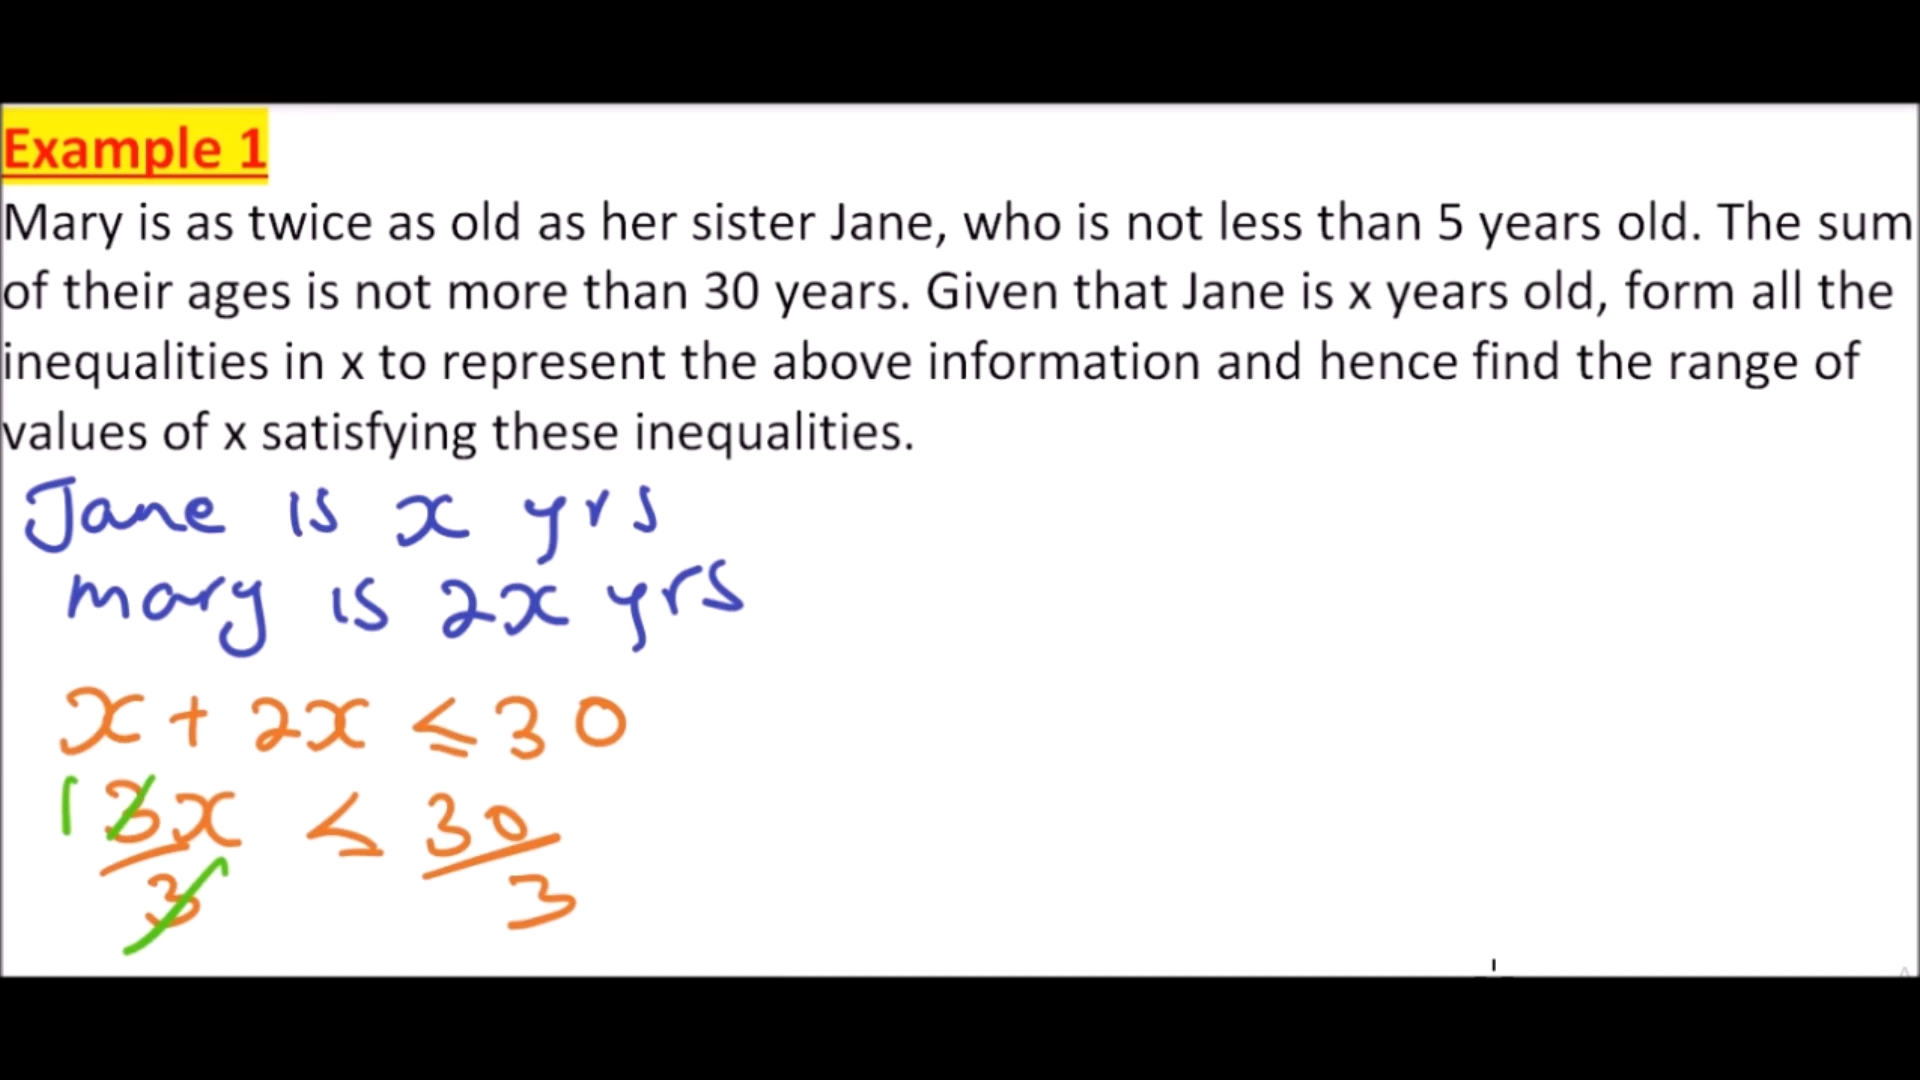 Example 1
Mary is as twice as old as her sister Jane, who is not less than 5 years old. The sum
of their ages is not more than 30 years. Given that Jane is x years old, form all the
inequalities in x to represent the above information and hence find the range of
values of x satisfying these inequalities.
Jane is x yrs
mary is 2x yrs
x + 2x ≤ 30
1 3x ≤ 30
3 3